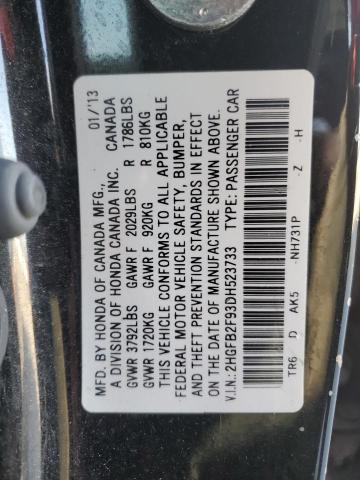 MFD. BY HONDA OF CANADA MFG., 01/13
A DIVISION OF HONDA CANADA INC. CANADA
GVWR 3792LBS GAWR F 2029LBS R 1786LBS
GVWR 1720KG GAWR F 920KG R 810KG
THIS VEHICLE CONFORMS TO ALL APPLICABLE
FEDERAL MOTOR VEHICLE SAFETY, BUMPER,
AND THEFT PREVENTION STANDARDS IN EFFECT
ON THE DATE OF MANUFACTURE SHOWN ABOVE.
V.I.N.: 2HGFB2F93DH523733 TYPE: PASSENGER CAR
TR6 D AK5 -NH731P -Z -H